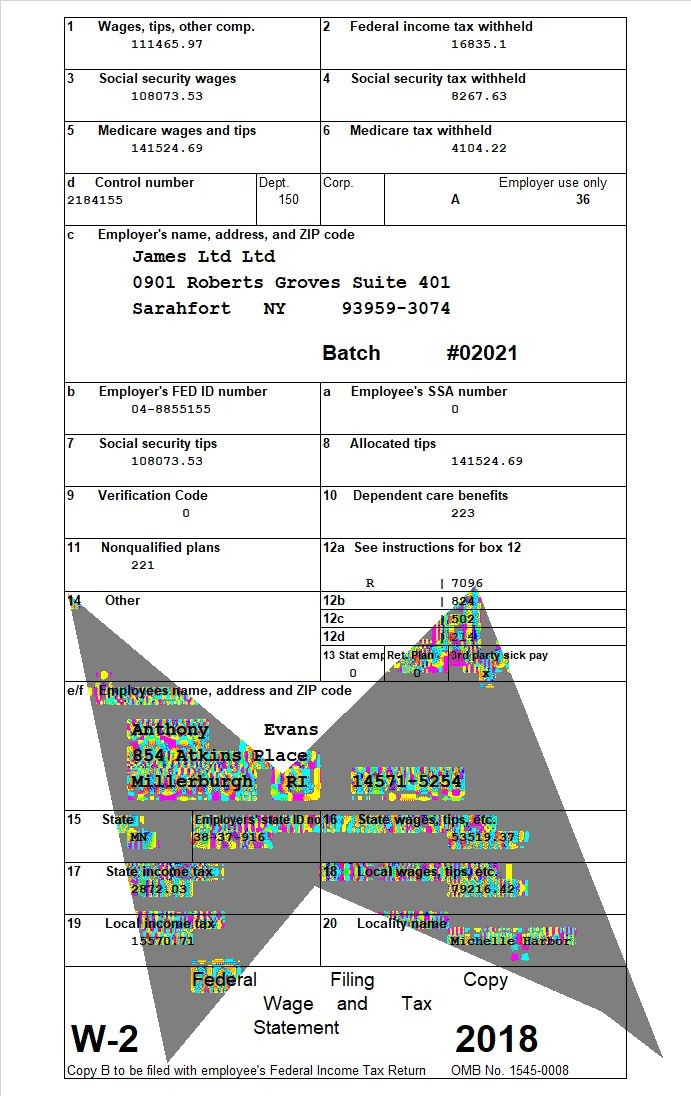 1 Wages, tips, other comp. 2 Federal income tax withheld
111465.97 16835.1
3 Social security wages 4 Social security tax withheld
108073.53 8267.63
5 Medicare wages and tips 6 Medicare tax withheld
141524.69 4104.22
d Control number Dept. Corp. Employer use only
2184155 150 A 36
c Employer's name, address, and ZIP code
James Ltd Ltd
0901 Roberts Groves Suite 401
Sarahfort NY 93959-3074
Batch #02021
b Employer's FED ID number a Employee's SSA number
04-8855155 0
7 Social security tips 8 Allocated tips
108073.53 141524.69
9 Verification Code 10 Dependent care benefits
0 223
11 Nonqualified plans 12a See instructions for box 12
221
R | 7096
14 Other 12b | 824
12c | 502
12d | 214
13 Stat emp Ret. Plan 3rd party sick pay
0 0 x
e/f Employees name, address and ZIP code
Anthony Evans
854 Atkins Place
Millerburgh RI 14571-5254
15 State Employers' state ID no 16 State wages, tips, etc.
MN 38-37-916 53519.37
17 State income tax 18 Local wages, tips, etc.
2872.03 79216.42
19 Local income tax 20 Locality name
15570.71 Michelle Harbor
Federal Filing Copy
Wage and Tax
Statement
W-2 2018
Copy B to be filed with employee's Federal Income Tax Return OMB No. 1545-0008